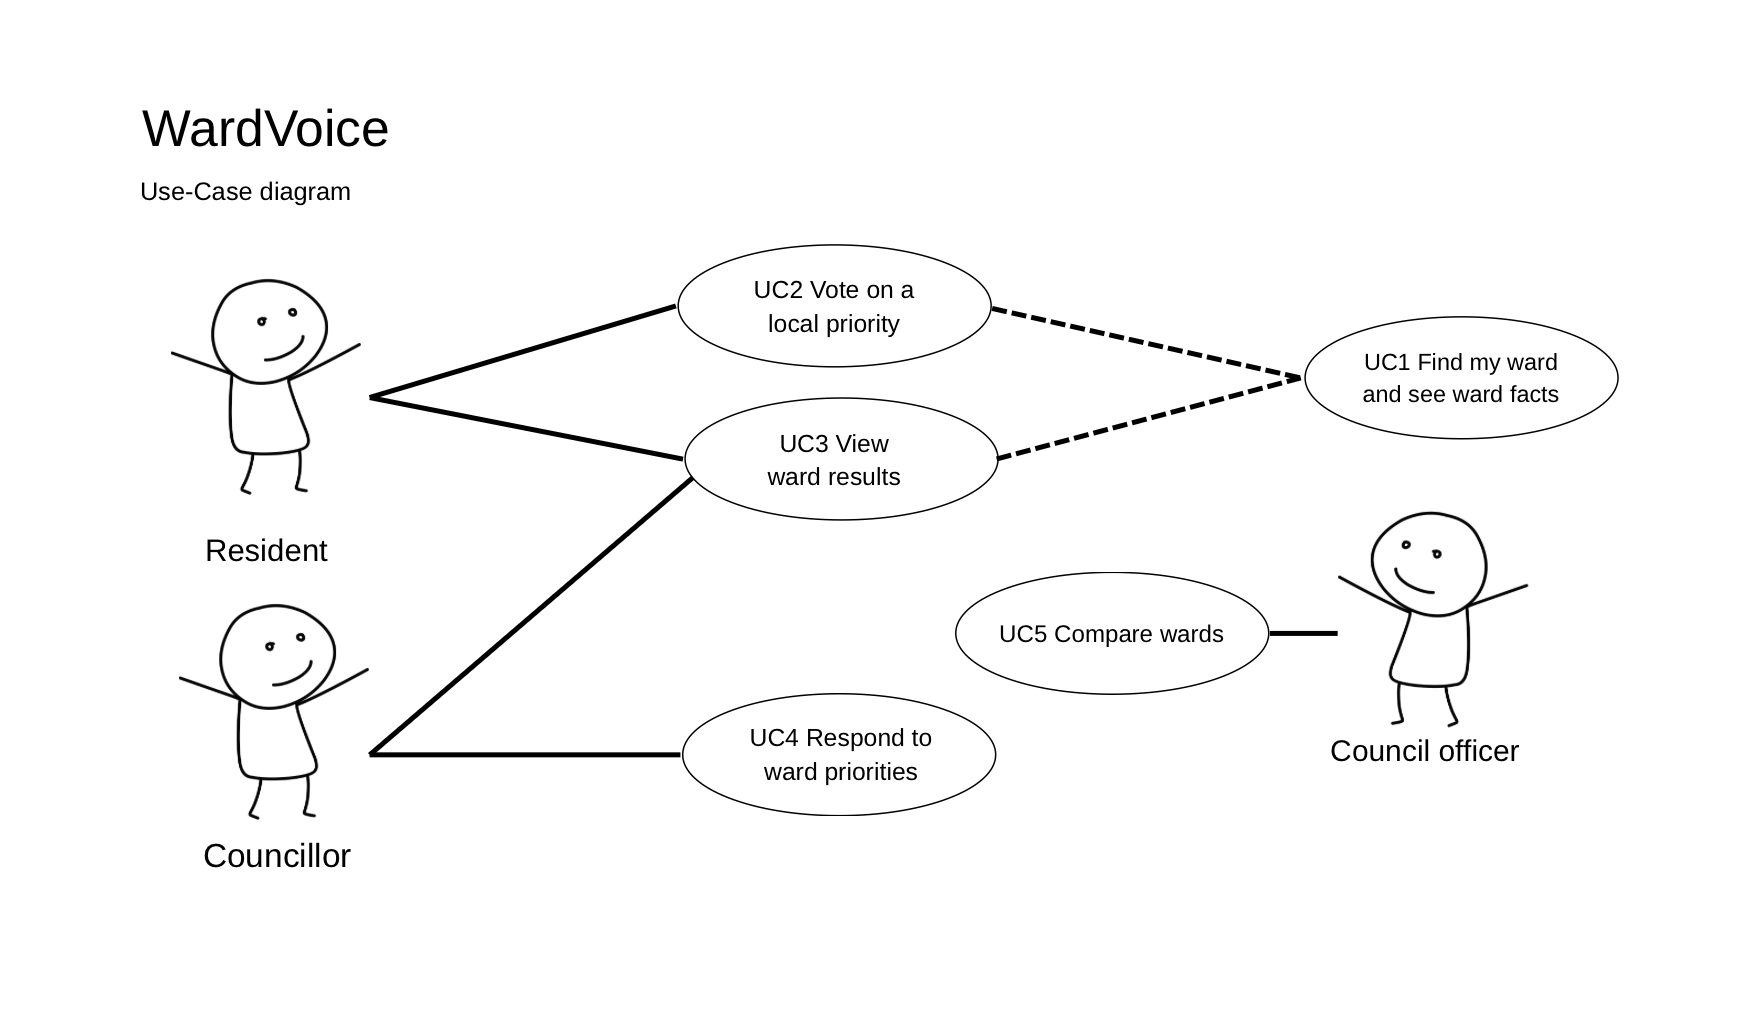 WardVoice
Use-Case diagram
UC2 Vote on a
local priority
UC1 Find my ward
and see ward facts
UC3 View
ward results
Resident
UC5 Compare wards
UC4 Respond to
ward priorities
Council officer
Councillor